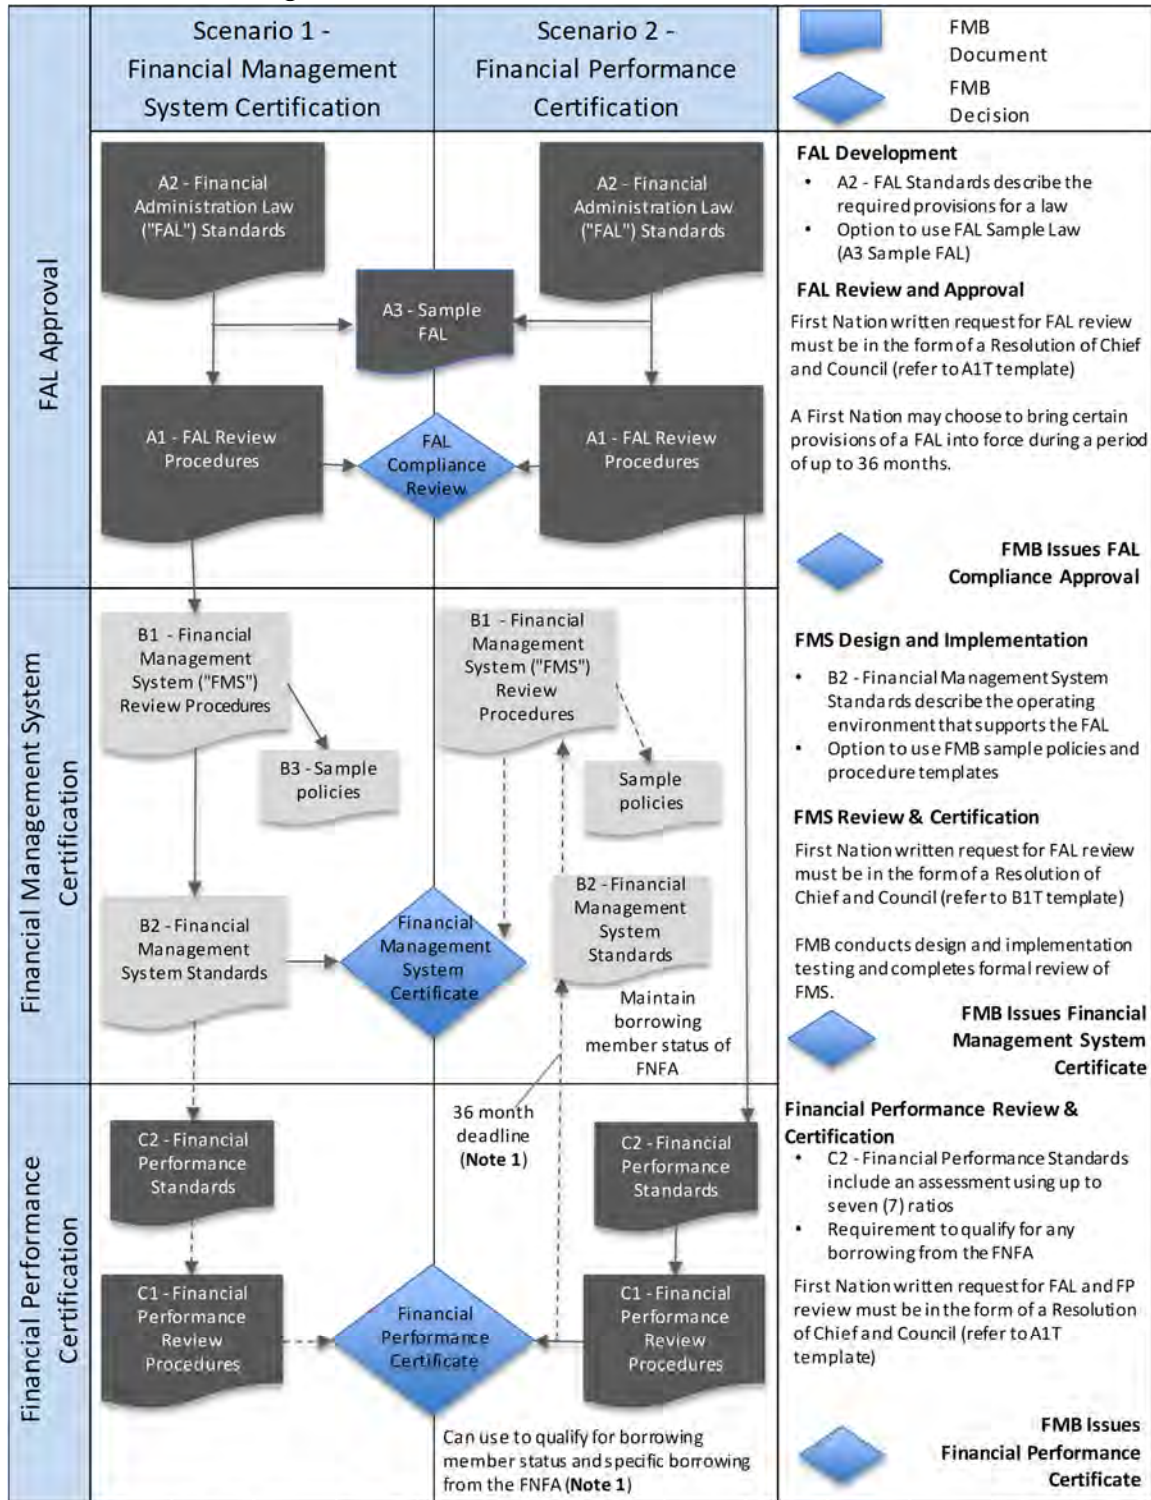 Scenario 1 -
Financial Management
System Certification
Scenario 2 -
Financial Performance
Certification
FMB
Document
FMB
Decision
FAL Approval
A2 - Financial
Administration Law
("FAL") Standards
A2 - Financial
Administration Law
("FAL") Standards
A3 - Sample
FAL
A1 - FAL Review
Procedures
FAL
Compliance
Review
A1 - FAL Review
Procedures
FAL Development
• A2 - FAL Standards describe the
required provisions for a law
• Option to use FAL Sample Law
(A3 Sample FAL)
FAL Review and Approval
First Nation written request for FAL review
must be in the form of a Resolution of Chief
and Council (refer to A1T template)
A First Nation may choose to bring certain
provisions of a FAL into force during a period
of up to 36 months.
FMB Issues FAL
Compliance Approval
Financial Management System
Certification
B1 - Financial
Management
System ("FMS")
Review Procedures
B3 - Sample
policies
B2 - Financial
Management
System Standards
Financial
Management
System
Certificate
B1 - Financial
Management
System ("FMS")
Review
Procedures
Sample
policies
B2 - Financial
Management
System
Standards
Maintain
borrowing
member status of
FNFA
FMS Design and Implementation
• B2 - Financial Management System
Standards describe the operating
environment that supports the FAL
• Option to use FMB sample policies and
procedure templates
FMS Review & Certification
First Nation written request for FAL review
must be in the form of a Resolution of
Chief and Council (refer to B1T template)
FMB conducts design and implementation
testing and completes formal review of
FMS.
FMB Issues Financial
Management System
Certificate
Financial Performance
Certification
C2 - Financial
Performance
Standards
C1 - Financial
Performance
Review
Procedures
Financial
Performance
Certificate
36 month
deadline
(Note 1)
C2 - Financial
Performance
Standards
C1 - Financial
Performance
Review
Procedures
Can use to qualify for borrowing
member status and specific borrowing
from the FNFA (Note 1)
Financial Performance Review &
Certification
• C2 - Financial Performance Standards
include an assessment using up to
seven (7) ratios
• Requirement to qualify for any
borrowing from the FNFA
First Nation written request for FAL and FP
review must be in the form of a Resolution
of Chief and Council (refer to A1T
template)
FMB Issues
Financial Performance
Certificate